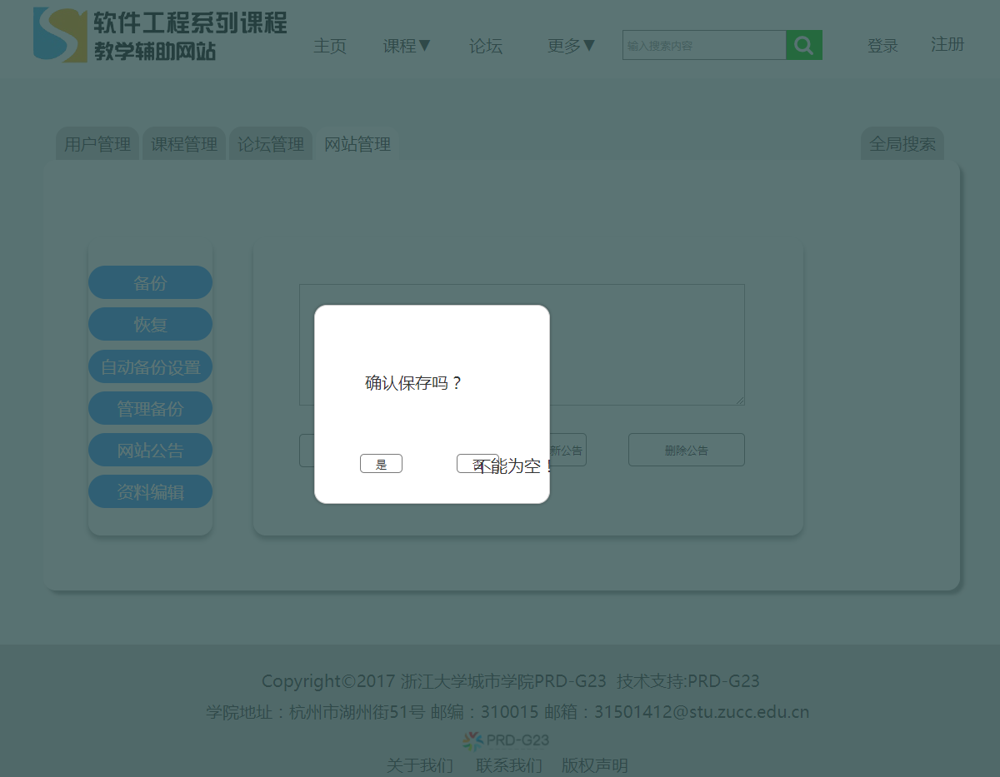 软件工程系列课程
教学辅助网站
主页 课程▼ 论坛 更多▼ 输入搜索内容 登录 注册
用户管理 课程管理 论坛管理 网站管理 全局搜索
备份
恢复
自动备份设置
管理备份
网站公告
资料编辑
确认保存吗？
是 否 不能为空！
新公告 删除公告
Copyright©2017 浙江大学城市学院PRD-G23 技术支持:PRD-G23
学院地址：杭州市湖州街51号 邮编：310015 邮箱：31501412@stu.zucc.edu.cn
PRD-G23
关于我们 联系我们 版权声明